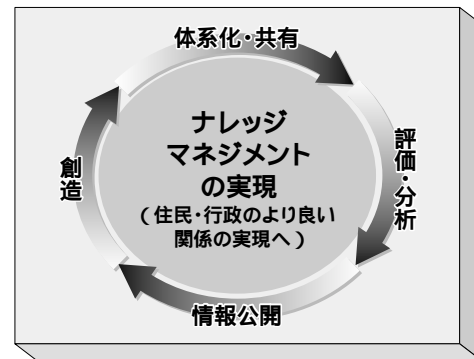 体系化・共有
ナレッジ
マネジメント
の実現
(住民・行政のより良い
関係の実現へ)
評価・分析
創造
情報公開